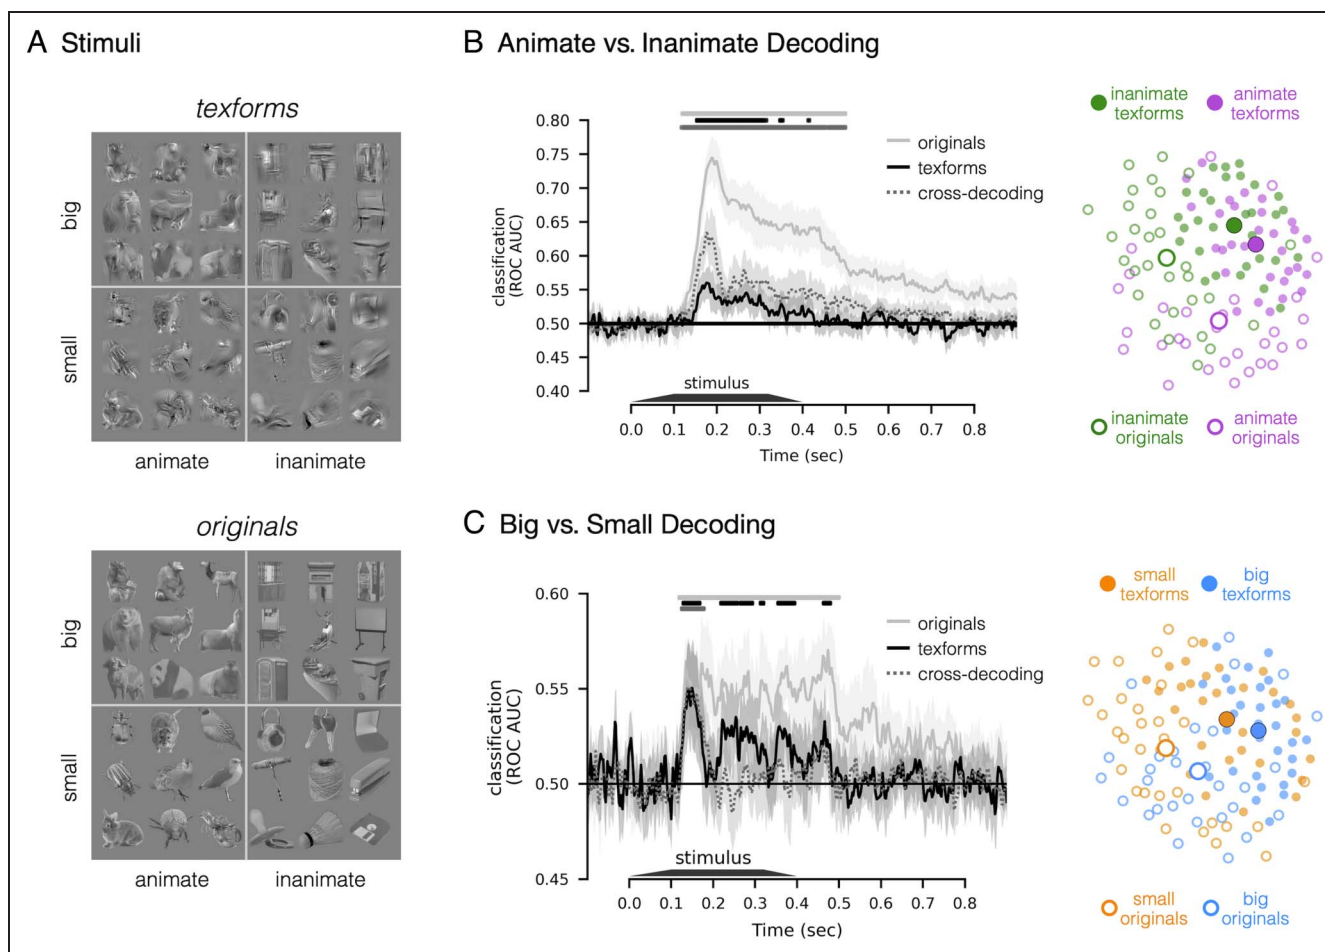 A Stimuli
texforms
big
small
animate inanimate
originals
big
small
animate inanimate
B Animate vs. Inanimate Decoding
classification
(ROC AUC)
0.80
0.75
0.70
0.65
0.60
0.55
0.50
0.45
0.40
originals
texforms
cross-decoding
stimulus
0.0 0.1 0.2 0.3 0.4 0.5 0.6 0.7 0.8
Time (sec)
inanimate
texforms
animate
texforms
inanimate
originals
animate
originals
C Big vs. Small Decoding
classification
(ROC AUC)
0.60
0.55
0.50
0.45
originals
texforms
cross-decoding
stimulus
0.0 0.1 0.2 0.3 0.4 0.5 0.6 0.7 0.8
Time (sec)
small
texforms
big
texforms
small
originals
big
originals